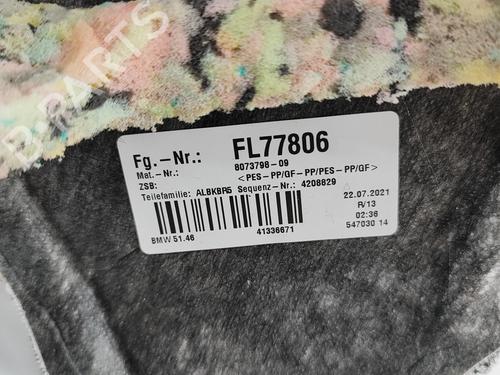 B-PARTS
Fg.-Nr.: FL77806
Mat.-Nr.: 8073798-09
ZSB: <PES-PP/GF-PP/PES-PP/GF>
Teilefamilie: ALBKBR5 Sequenz-Nr.: 4208829
22.07.2021
R/13
02:36
BMW 51.46 41336671 547030 14